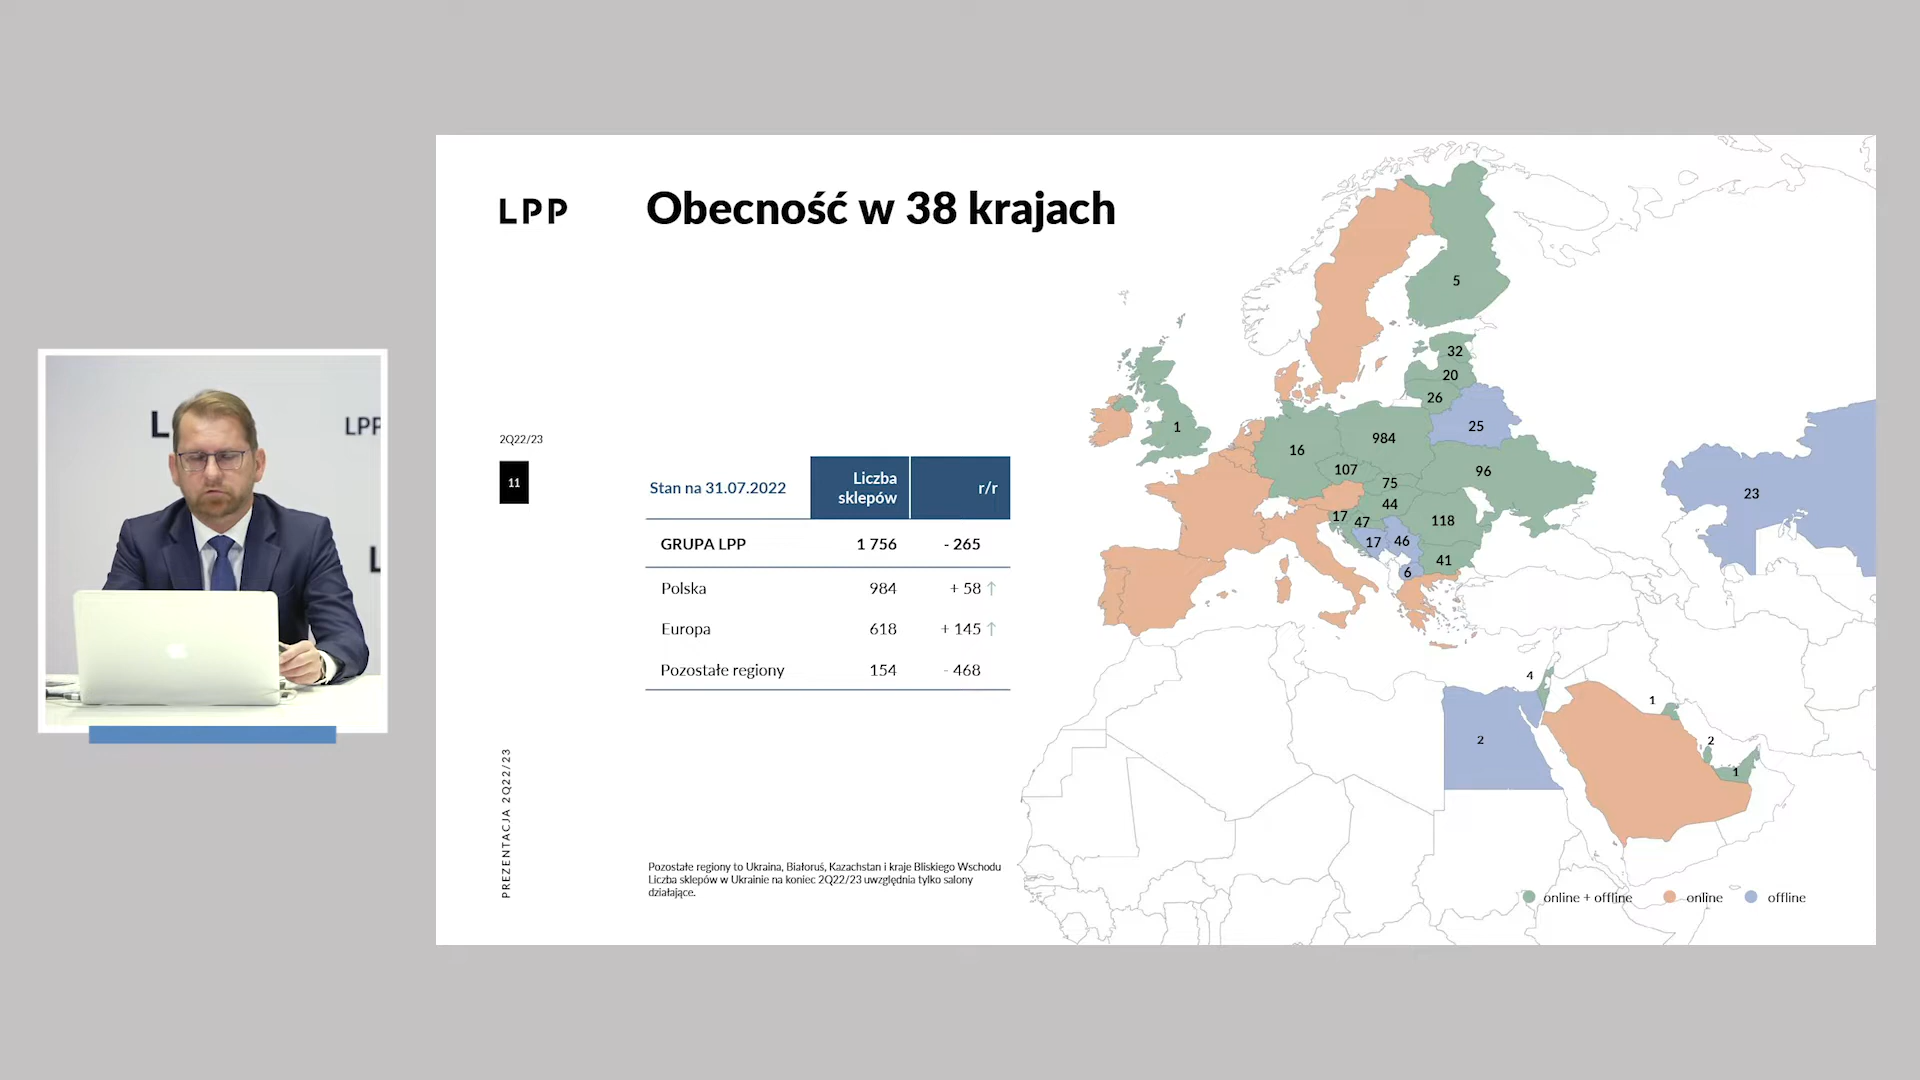 LPP
Obecność w 38 krajach
L
LPP
L
2Q22/23
11
PREZENTACJA 2Q22/23
Stan na 31.07.2022 Liczba sklepów r/r
GRUPA LPP 1 756 - 265
Polska 984 + 58 ↑
Europa 618 + 145 ↑
Pozostałe regiony 154 - 468
Pozostałe regiony to Ukraina, Białoruś, Kazachstan i kraje Bliskiego Wschodu
Liczba sklepów w Ukrainie na koniec 2Q22/23 uwzględnia tylko salony
działające.
5
32
20
26
1
25
16
984
107
96
75
23
44
17
47
118
17
46
41
6
4
1
2
2
1
online + offline
online
offline